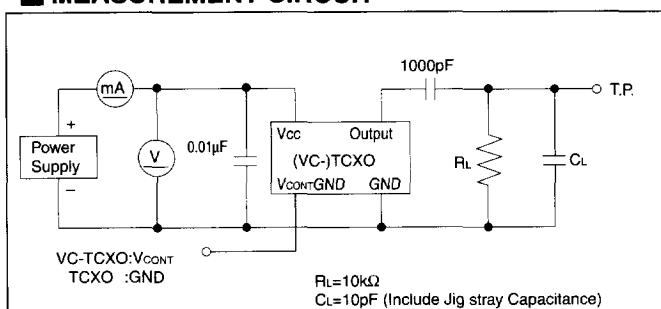 ■ MEASUREMENT CIRCUIT
1000pF
mA
T.P.
+
Power
Supply
−
V
0.01μF
Vcc Output
(VC-)TCXO
VCONTGND GND
RL
CL
VC-TCXO:VCONT
TCXO :GND
RL=10kΩ
CL=10pF (Include Jig stray Capacitance)